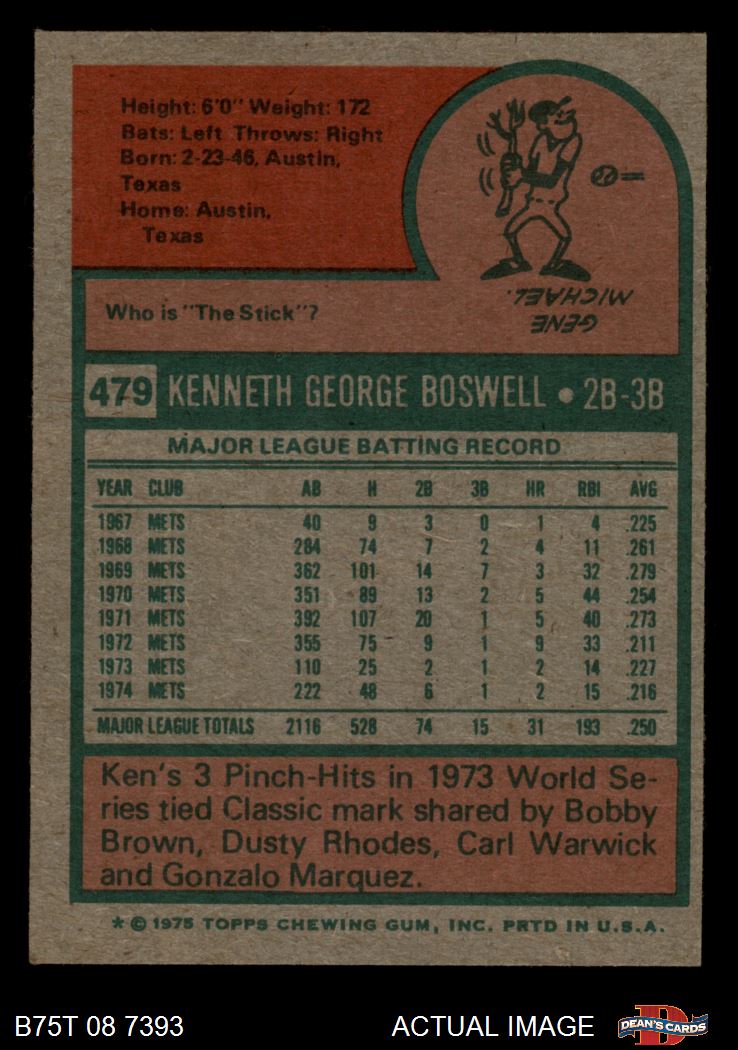 Height: 6'0" Weight: 172
Bats: Left Throws: Right
Born: 2-23-46, Austin,
Texas
Home: Austin,
Texas
Who is "The Stick"?
GENE
MICHAEL.
479 KENNETH GEORGE BOSWELL • 2B-3B
MAJOR LEAGUE BATTING RECORD
YEAR CLUB AB H 2B 3B HR RBI AVG
1967 METS 40 9 3 0 1 4 .225
1968 METS 284 74 7 2 4 11 .261
1969 METS 362 101 14 7 3 32 .279
1970 METS 351 89 13 2 5 44 .254
1971 METS 392 107 20 1 5 40 .273
1972 METS 355 75 9 1 9 33 .211
1973 METS 110 25 2 1 2 14 .227
1974 METS 222 48 6 1 2 15 .216
MAJOR LEAGUE TOTALS 2116 528 74 15 31 193 .250
Ken's 3 Pinch-Hits in 1973 World Se-
ries tied Classic mark shared by Bobby
Brown, Dusty Rhodes, Carl Warwick
and Gonzalo Marquez.
* © 1975 TOPPS CHEWING GUM, INC. PRTD IN U.S.A.
B75T 08 7393 ACTUAL IMAGE DEAN'S CARDS